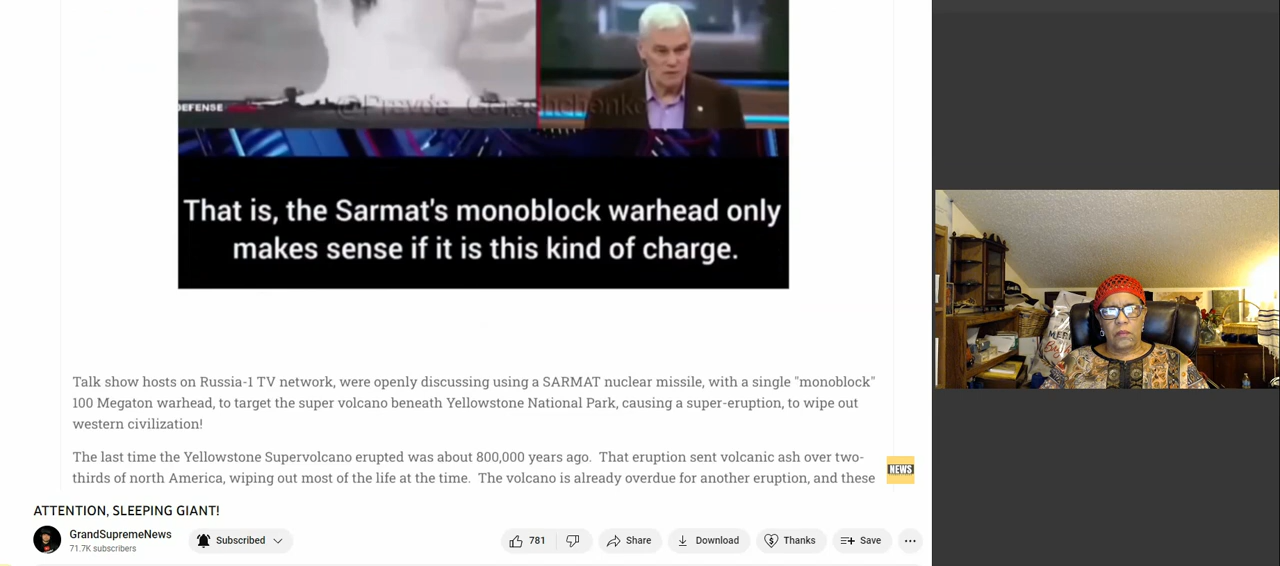 DEFENSE
@Pravda_Gerashchenko
That is, the Sarmat's monoblock warhead only
makes sense if it is this kind of charge.
Talk show hosts on Russia-1 TV network, were openly discussing using a SARMAT nuclear missile, with a single "monoblock"
100 Megaton warhead, to target the super volcano beneath Yellowstone National Park, causing a super-eruption, to wipe out
western civilization!
The last time the Yellowstone Supervolcano erupted was about 800,000 years ago. That eruption sent volcanic ash over two-
thirds of north America, wiping out most of the life at the time. The volcano is already overdue for another eruption, and these
NEWS
ATTENTION, SLEEPING GIANT!
GrandSupremeNews
71.7K subscribers
Subscribed
781
Share
Download
Thanks
Save